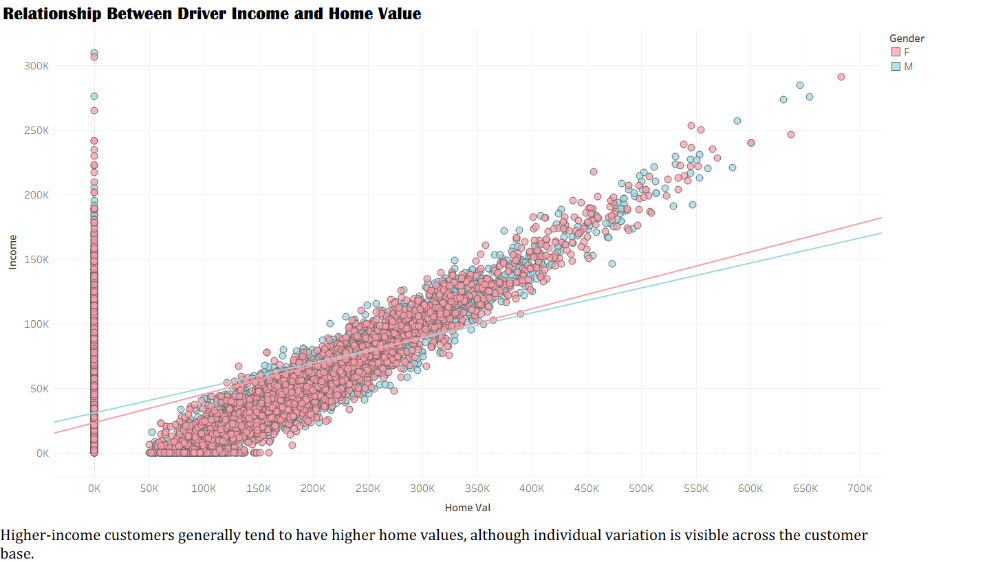 Relationship Between Driver Income and Home Value
Gender
F
M
300K
250K
200K
150K
100K
50K
0K
Income
0K 50K 100K 150K 200K 250K 300K 350K 400K 450K 500K 550K 600K 650K 700K
Home Val
Higher-income customers generally tend to have higher home values, although individual variation is visible across the customer
base.